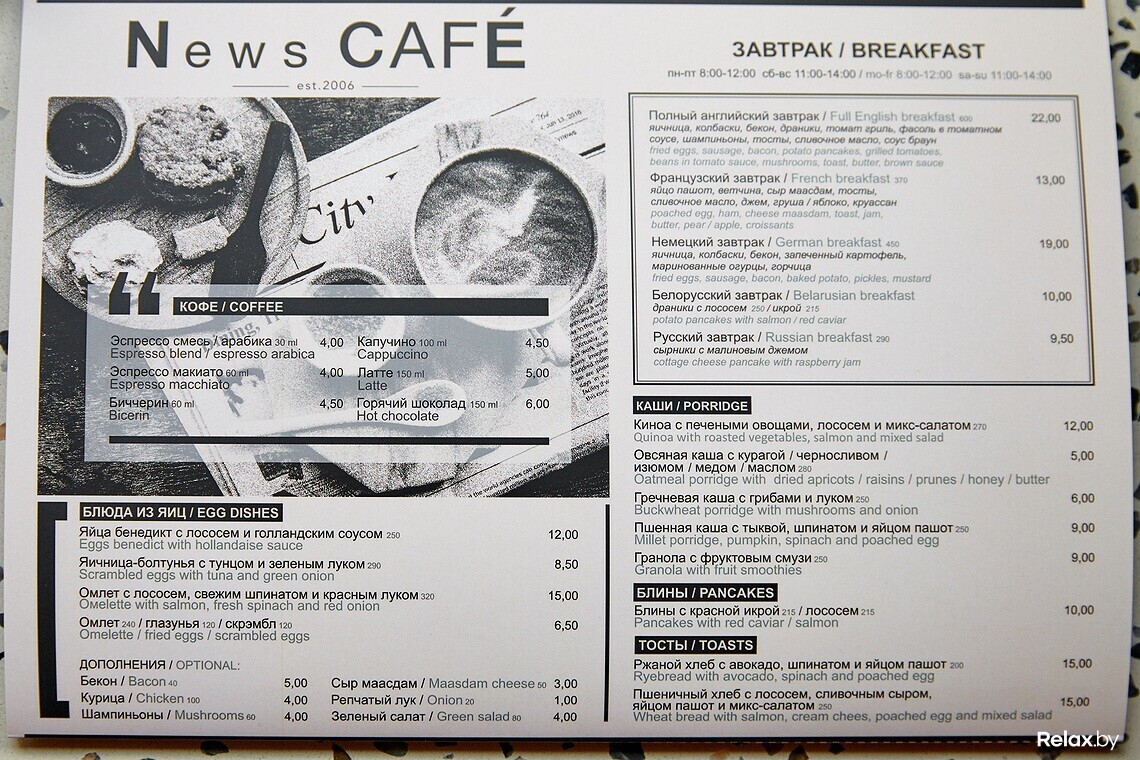 News CAFÉ
est.2006
City
Jun 13, 2016
КОФЕ / COFFEE
Эспрессо смесь / арабика 30 ml 4,00
Espresso blend / espresso arabica
Эспрессо макиато 60 ml 4,00
Espresso macchiato
Биччерин 60 ml 4,50
Bicerin
Капучино 100 ml 4,50
Cappuccino
Латте 150 ml 5,00
Latte
Горячий шоколад 150 ml 6,00
Hot chocolate
БЛЮДА ИЗ ЯИЦ / EGG DISHES
Яйца бенедикт с лососем и голландским соусом 250 12,00
Eggs benedict with hollandaise sauce
Яичница-болтунья с тунцом и зеленым луком 290 8,50
Scrambled eggs with tuna and green onion
Омлет с лососем, свежим шпинатом и красным луком 320 15,00
Omelette with salmon, fresh spinach and red onion
Омлет 240 / глазунья 120 / скрэмбл 120 6,50
Omelette / fried eggs / scrambled eggs
ДОПОЛНЕНИЯ / OPTIONAL:
Бекон / Bacon 40 5,00
Курица / Chicken 100 4,00
Шампиньоны / Mushrooms 60 4,00
Сыр маасдам / Maasdam cheese 50 3,00
Репчатый лук / Onion 20 1,00
Зеленый салат / Green salad 80 4,00
ЗАВТРАК / BREAKFAST
пн-пт 8:00-12:00 сб-вс 11:00-14:00 / mo-fr 8:00-12:00 sa-su 11:00-14:00
Полный английский завтрак / Full English breakfast 600 22,00
яичница, колбаски, бекон, драники, томат гриль, фасоль в томатном
соусе, шампиньоны, тосты, сливочное масло, соус браун
fried eggs, sausage, bacon, potato pancakes, grilled tomatoes,
beans in tomato sauce, mushrooms, toast, butter, brown sauce
Французский завтрак / French breakfast 370 13,00
яйцо пашот, ветчина, сыр маасдам, тосты,
сливочное масло, джем, груша / яблоко, круассан
poached egg, ham, cheese maasdam, toast, jam,
butter, pear / apple, croissants
Немецкий завтрак / German breakfast 450 19,00
яичница, колбаски, бекон, запеченный картофель,
маринованные огурцы, горчица
fried eggs, sausage, bacon, baked potato, pickles, mustard
Белорусский завтрак / Belarusian breakfast 10,00
драники с лососем 250 / икрой 215
potato pancakes with salmon / red caviar
Русский завтрак / Russian breakfast 290 9,50
сырники с малиновым джемом
cottage cheese pancake with raspberry jam
КАШИ / PORRIDGE
Киноа с печеными овощами, лососем и микс-салатом 270 12,00
Quinoa with roasted vegetables, salmon and mixed salad
Овсяная каша с курагой / черносливом / 5,00
изюмом / медом / маслом 280
Oatmeal porridge with dried apricots / raisins / prunes / honey / butter
Гречневая каша с грибами и луком 250 6,00
Buckwheat porridge with mushrooms and onion
Пшенная каша с тыквой, шпинатом и яйцом пашот 250 9,00
Millet porridge, pumpkin, spinach and poached egg
Гранола с фруктовым смузи 250 9,00
Granola with fruit smoothies
БЛИНЫ / PANCAKES
Блины с красной икрой 215 / лососем 215 10,00
Pancakes with red caviar / salmon
ТОСТЫ / TOASTS
Ржаной хлеб с авокадо, шпинатом и яйцом пашот 200 15,00
Ryebread with avocado, spinach and poached egg
Пшеничный хлеб с лососем, сливочным сыром,
яйцом пашот и микс-салатом 250 15,00
Wheat bread with salmon, cream chees, poached egg and mixed salad
Relax.by